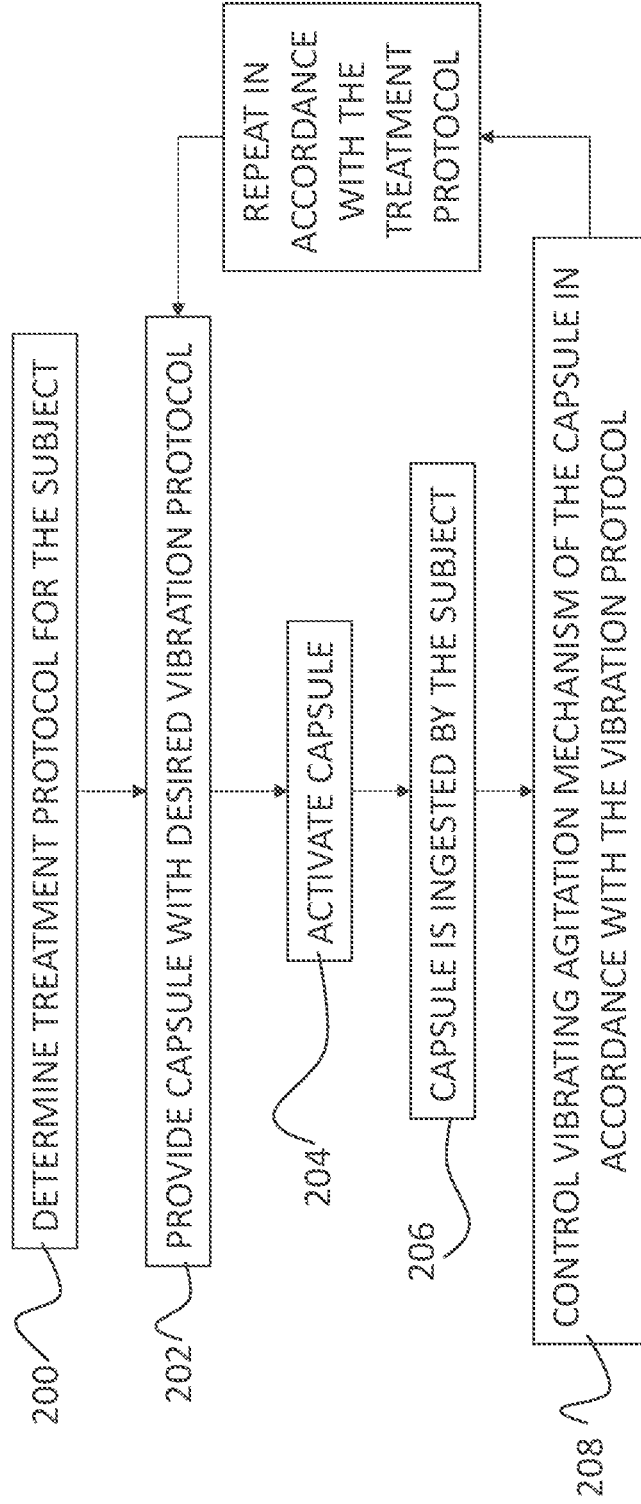 200
DETERMINE TREATMENT PROTOCOL FOR THE SUBJECT
202
PROVIDE CAPSULE WITH DESIRED VIBRATION PROTOCOL
204
ACTIVATE CAPSULE
206
CAPSULE IS INGESTED BY THE SUBJECT
208
CONTROL VIBRATING AGITATION MECHANISM OF THE CAPSULE IN
ACCORDANCE WITH THE VIBRATION PROTOCOL
REPEAT IN
ACCORDANCE
WITH THE
TREATMENT
PROTOCOL